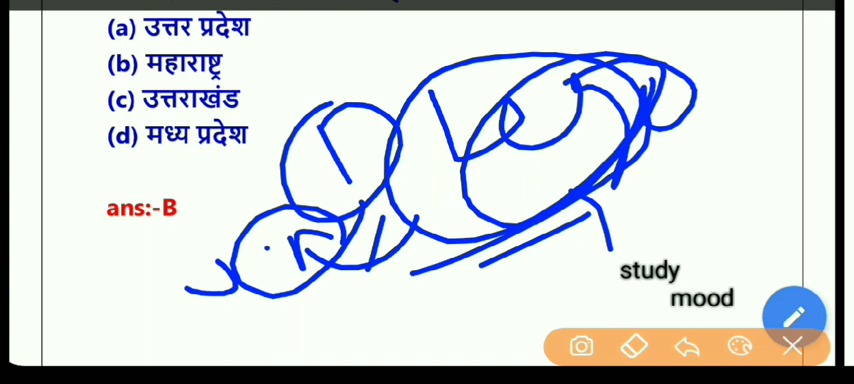 (a) उत्तर प्रदेश
(b) महाराष्ट्र
(c) उत्तराखंड
(d) मध्य प्रदेश
ans:-B
study
mood